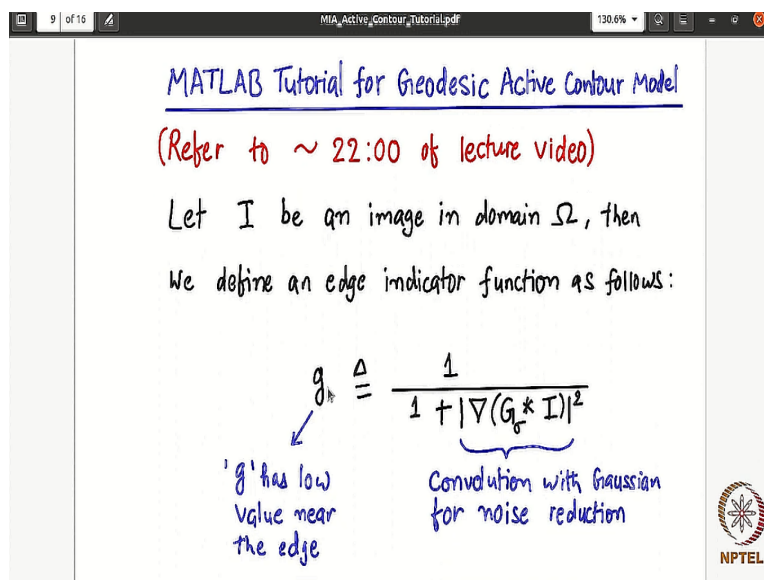 9 of 16
MIA_Active_Contour_Tutorial.pdf
130.6%
MATLAB Tutorial for Geodesic Active Contour Model
(Refer to ~ 22:00 of lecture video)
Let I be an image in domain Ω, then
We define an edge indicator function as follows:
g ≜ 1 / (1 + |∇(G_σ * I)|²)
'g' has low
value near
the edge
Convolution with Gaussian
for noise reduction
NPTEL